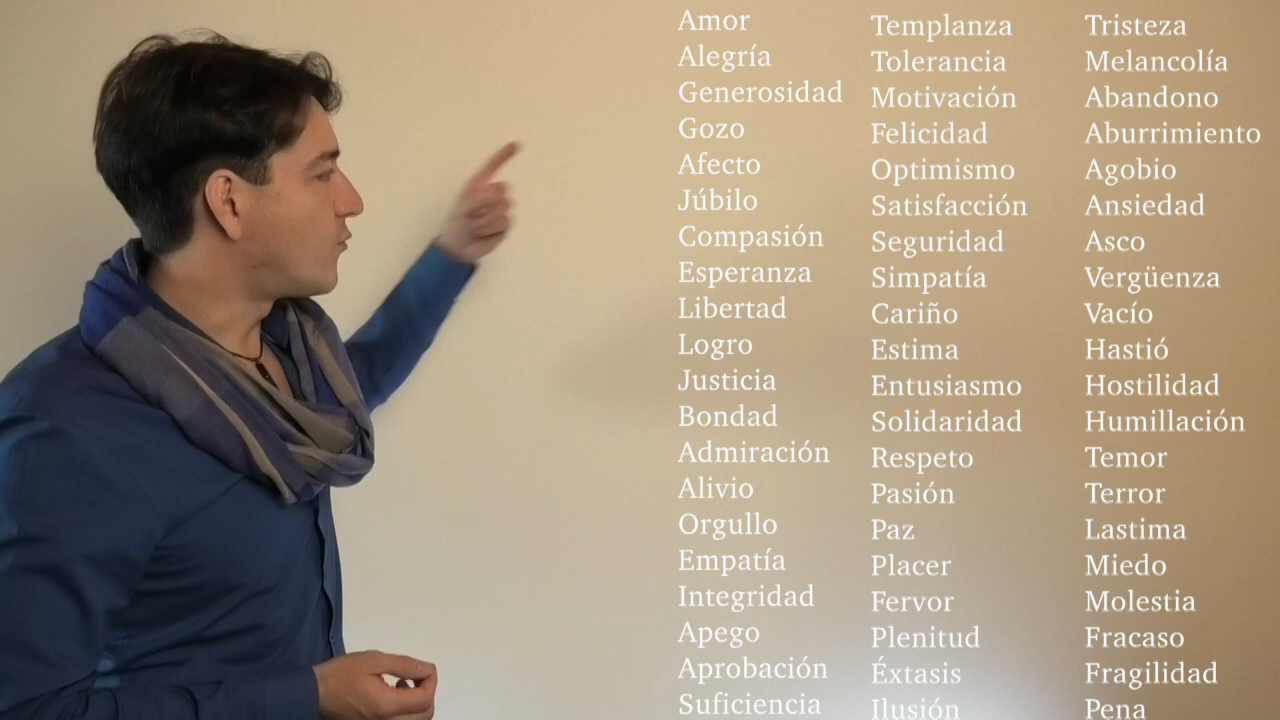 Amor
Alegría
Generosidad
Gozo
Afecto
Júbilo
Compasión
Esperanza
Libertad
Logro
Justicia
Bondad
Admiración
Alivio
Orgullo
Empatía
Integridad
Apego
Aprobación
Suficiencia
Templanza
Tolerancia
Motivación
Felicidad
Optimismo
Satisfacción
Seguridad
Simpatía
Cariño
Estima
Entusiasmo
Solidaridad
Respeto
Pasión
Paz
Placer
Fervor
Plenitud
Éxtasis
Ilusión
Tristeza
Melancolía
Abandono
Aburrimiento
Agobio
Ansiedad
Asco
Vergüenza
Vacío
Hastió
Hostilidad
Humillación
Temor
Terror
Lastima
Miedo
Molestia
Fracaso
Fragilidad
Pena